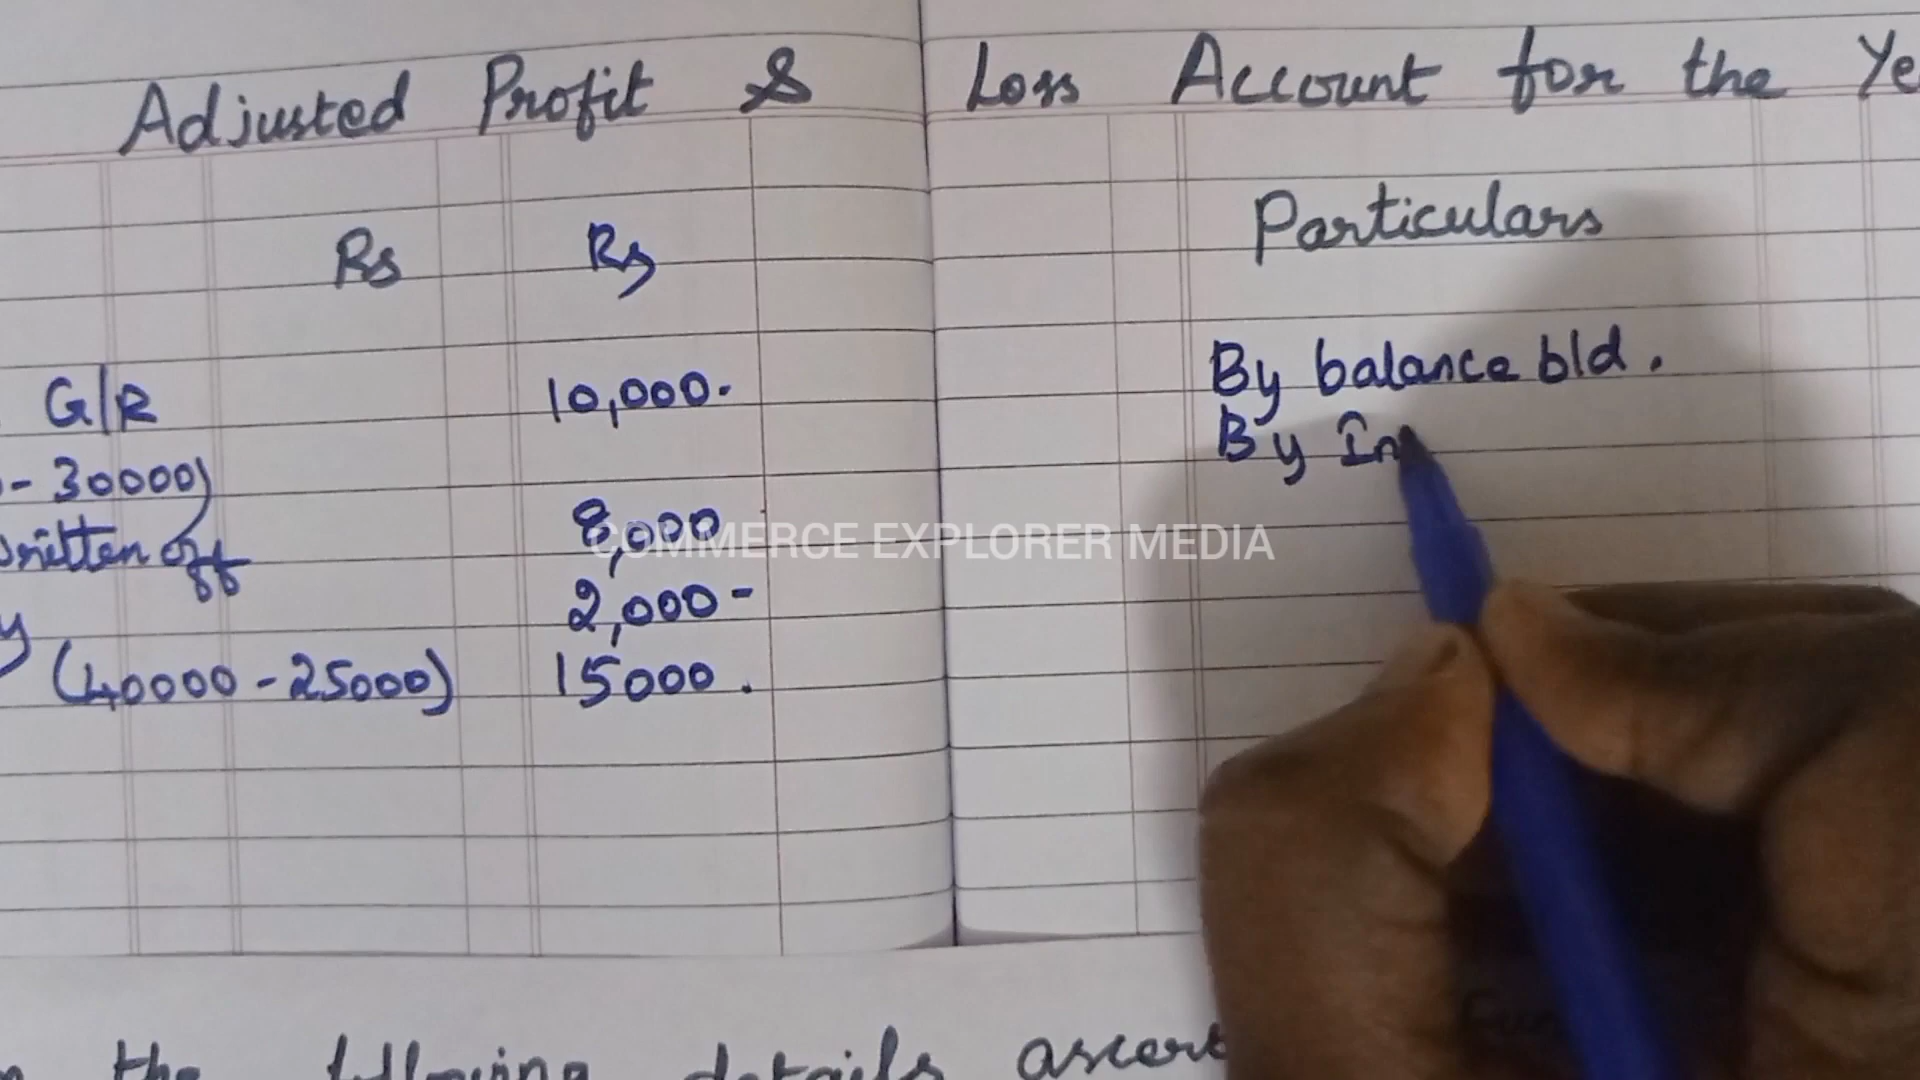 Adjusted Profit & Loss Account for the Ye
Rs Rs Particulars
G/R 10,000. By balance b/d.
- 30000) By In
written off 8,000
COMMERCE EXPLORER MEDIA
y 2,000-
(40000 - 25000) 15000.
the following details ascert